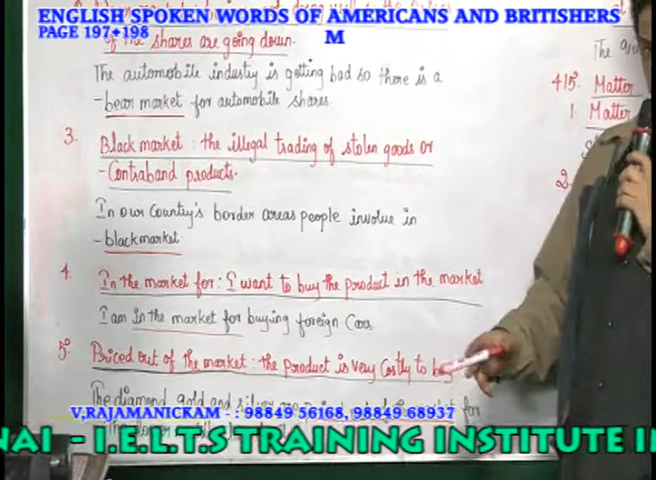 ENGLISH SPOKEN WORDS OF AMERICANS AND BRITISHERS
PAGE 197+198
M
of the shares are going down.
The automobile industry is getting bad so there is a
-bear market for automobile shares.
3. Black market : the illegal trading of stolen goods or
-Contraband products.
In our Country's border areas people involve in
-blackmarket
4. In the market for : I want to buy the product in the market
I am in the market for buying foreign Cars
5. Priced out of the market : the product is very Costly to buy
The diamond gold and silver are for
V,RAJAMANICKAM - : 98849 56168, 98849 68937
NAI - I.E.L.T.S TRAINING INSTITUTE IN
The
415. Matter
1. Matter
2.